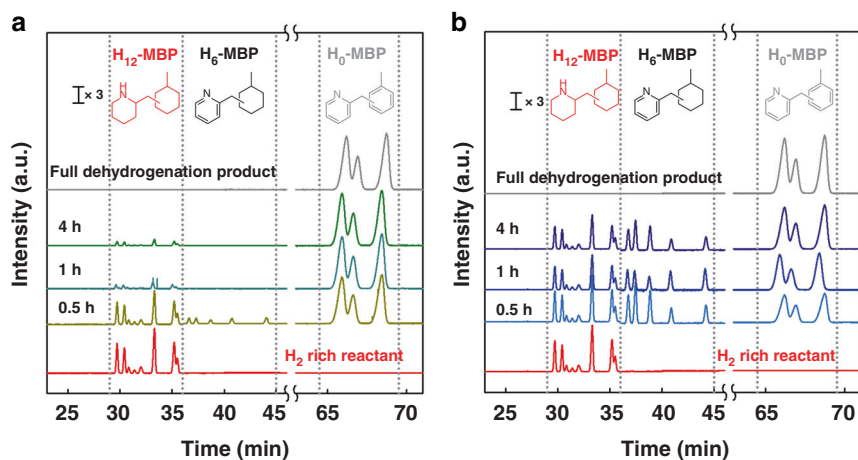 a
H12-MBP H6-MBP H0-MBP
× 3
H
N
N
N
Full dehydrogenation product
4 h
1 h
0.5 h
H2 rich reactant
Intensity (a.u.)
25 30 35 40 45 65 70
Time (min)
b
H12-MBP H6-MBP H0-MBP
× 3
H
N
N
N
Full dehydrogenation product
4 h
1 h
0.5 h
H2 rich reactant
Intensity (a.u.)
25 30 35 40 45 65 70
Time (min)